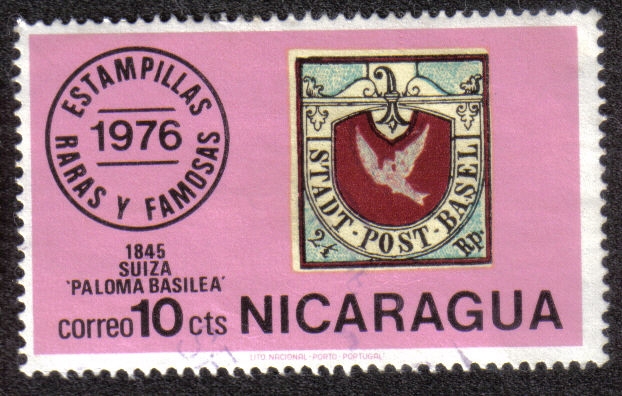 ESTAMPILLAS
1976
RARAS Y FAMOSAS
1845
SUIZA
'PALOMA BASILEA'
correo 10 cts NICARAGUA
STADT-POST-BASEL
2½ Rp.
LITO NACIONAL-PORTO-PORTUGAL